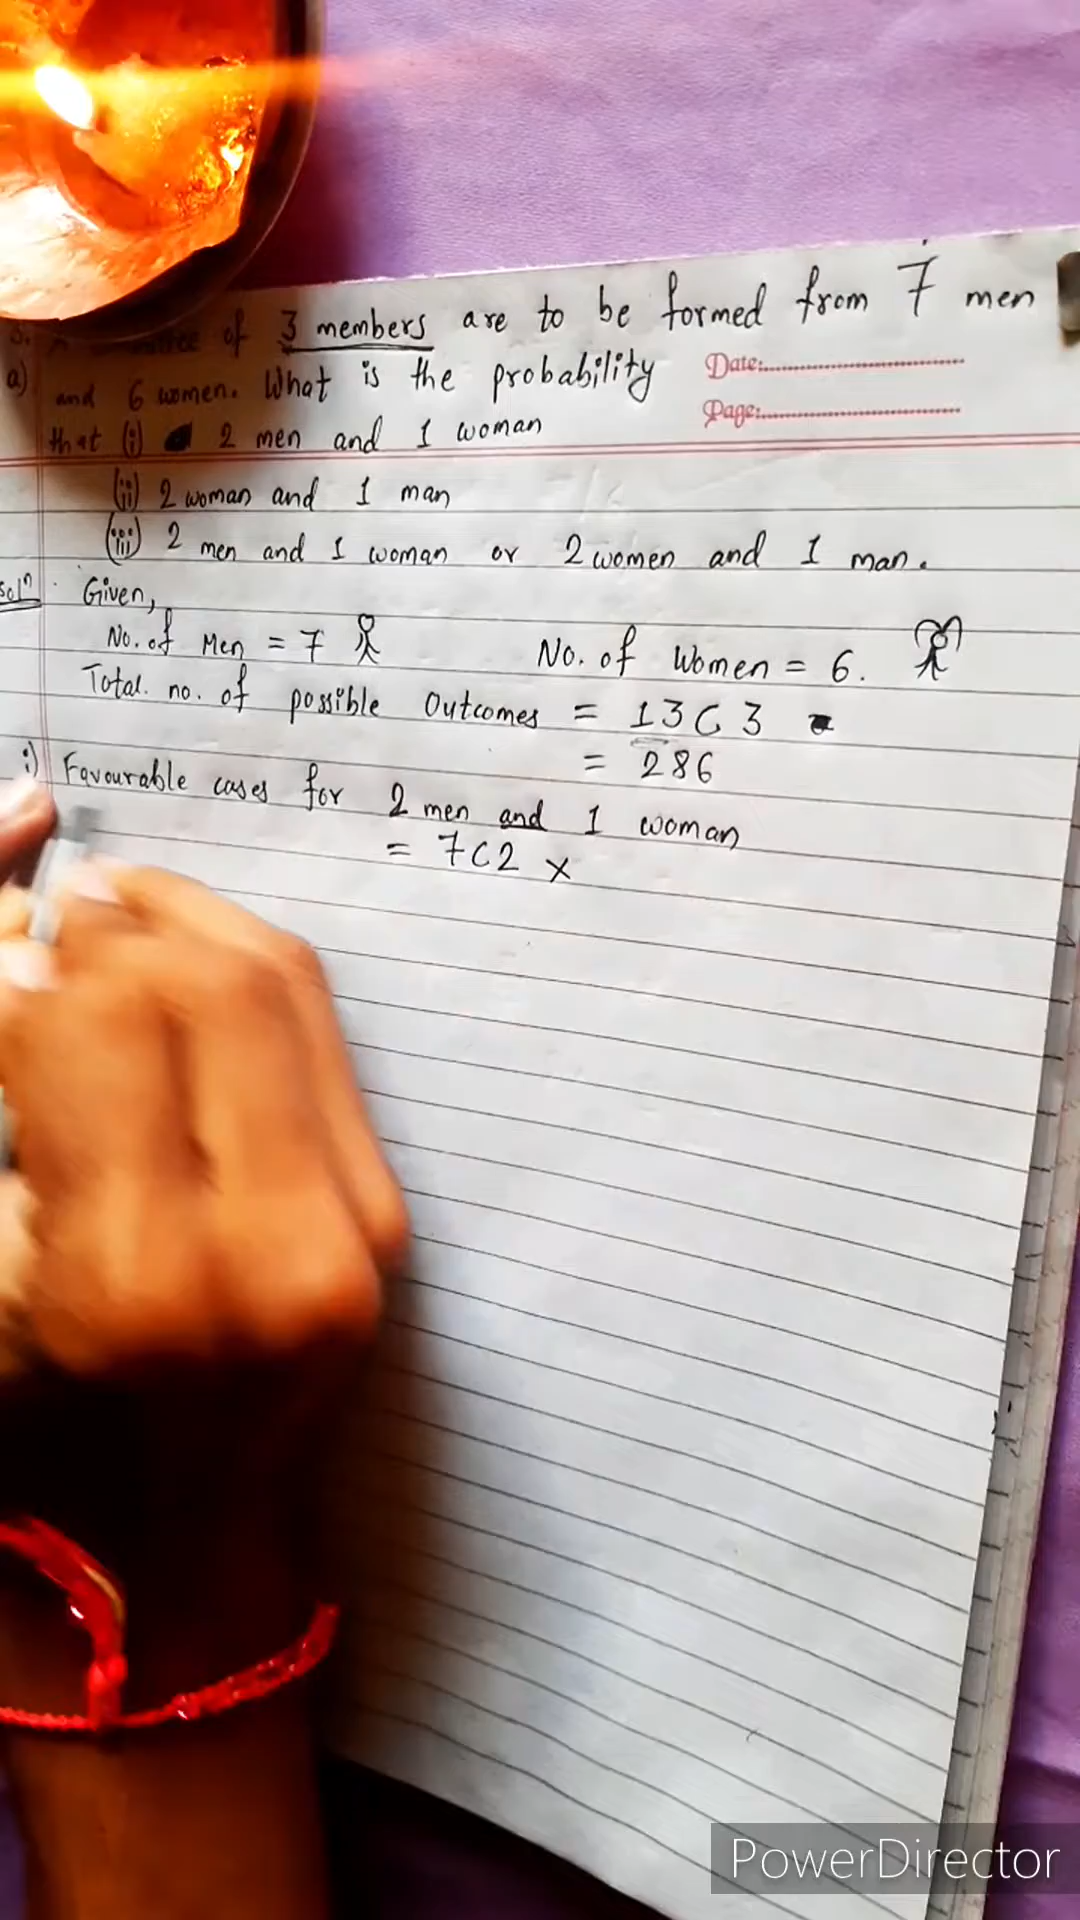 of 3 members are to be formed from 7 men
a) and 6 women. What is the probability
Date:
Page:
that (i) 2 men and 1 woman
(ii) 2 woman and 1 man
(iii) 2 men and 1 woman or 2 women and 1 man.
Solⁿ. Given,
No. of Men = 7 No. of Women = 6.
Total no. of possible Outcomes = 13C3
= 286
i) Favourable cases for 2 men and 1 woman
= 7C2 ×
PowerDirector